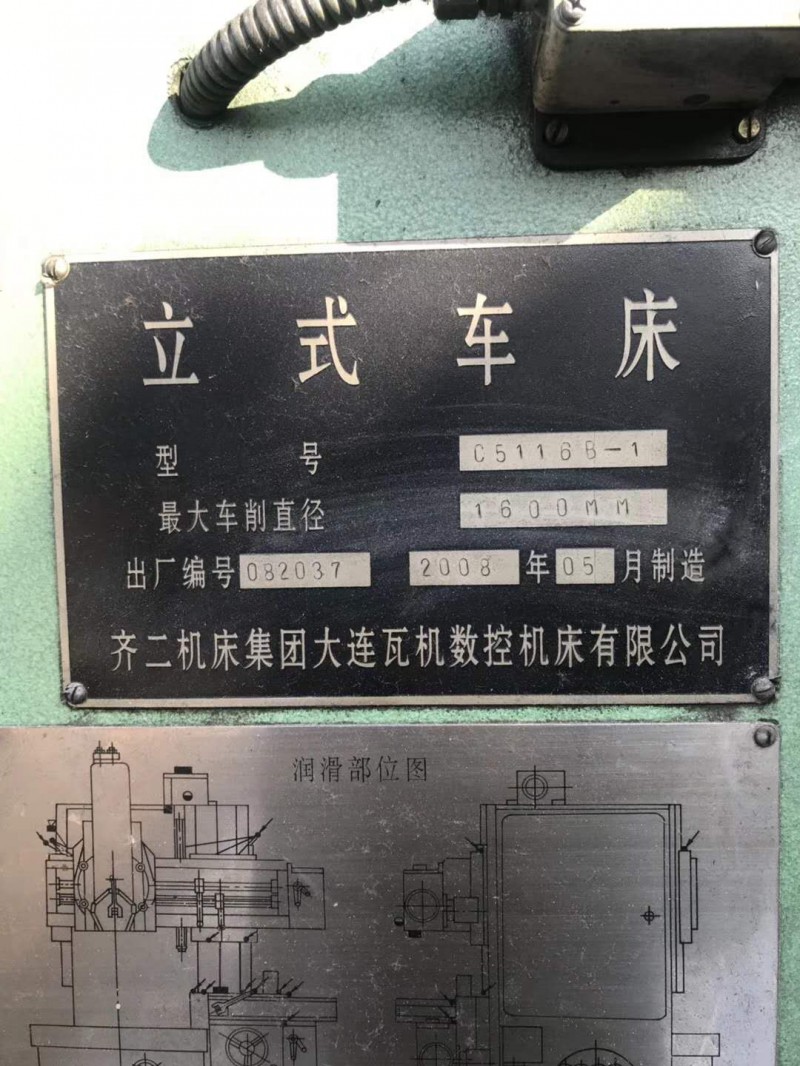 立式车床
型号 C5116B-1
最大车削直径 1600MM
出厂编号 082037 2008 年 05 月制造
齐二机床集团大连瓦机数控机床有限公司
润滑部位图